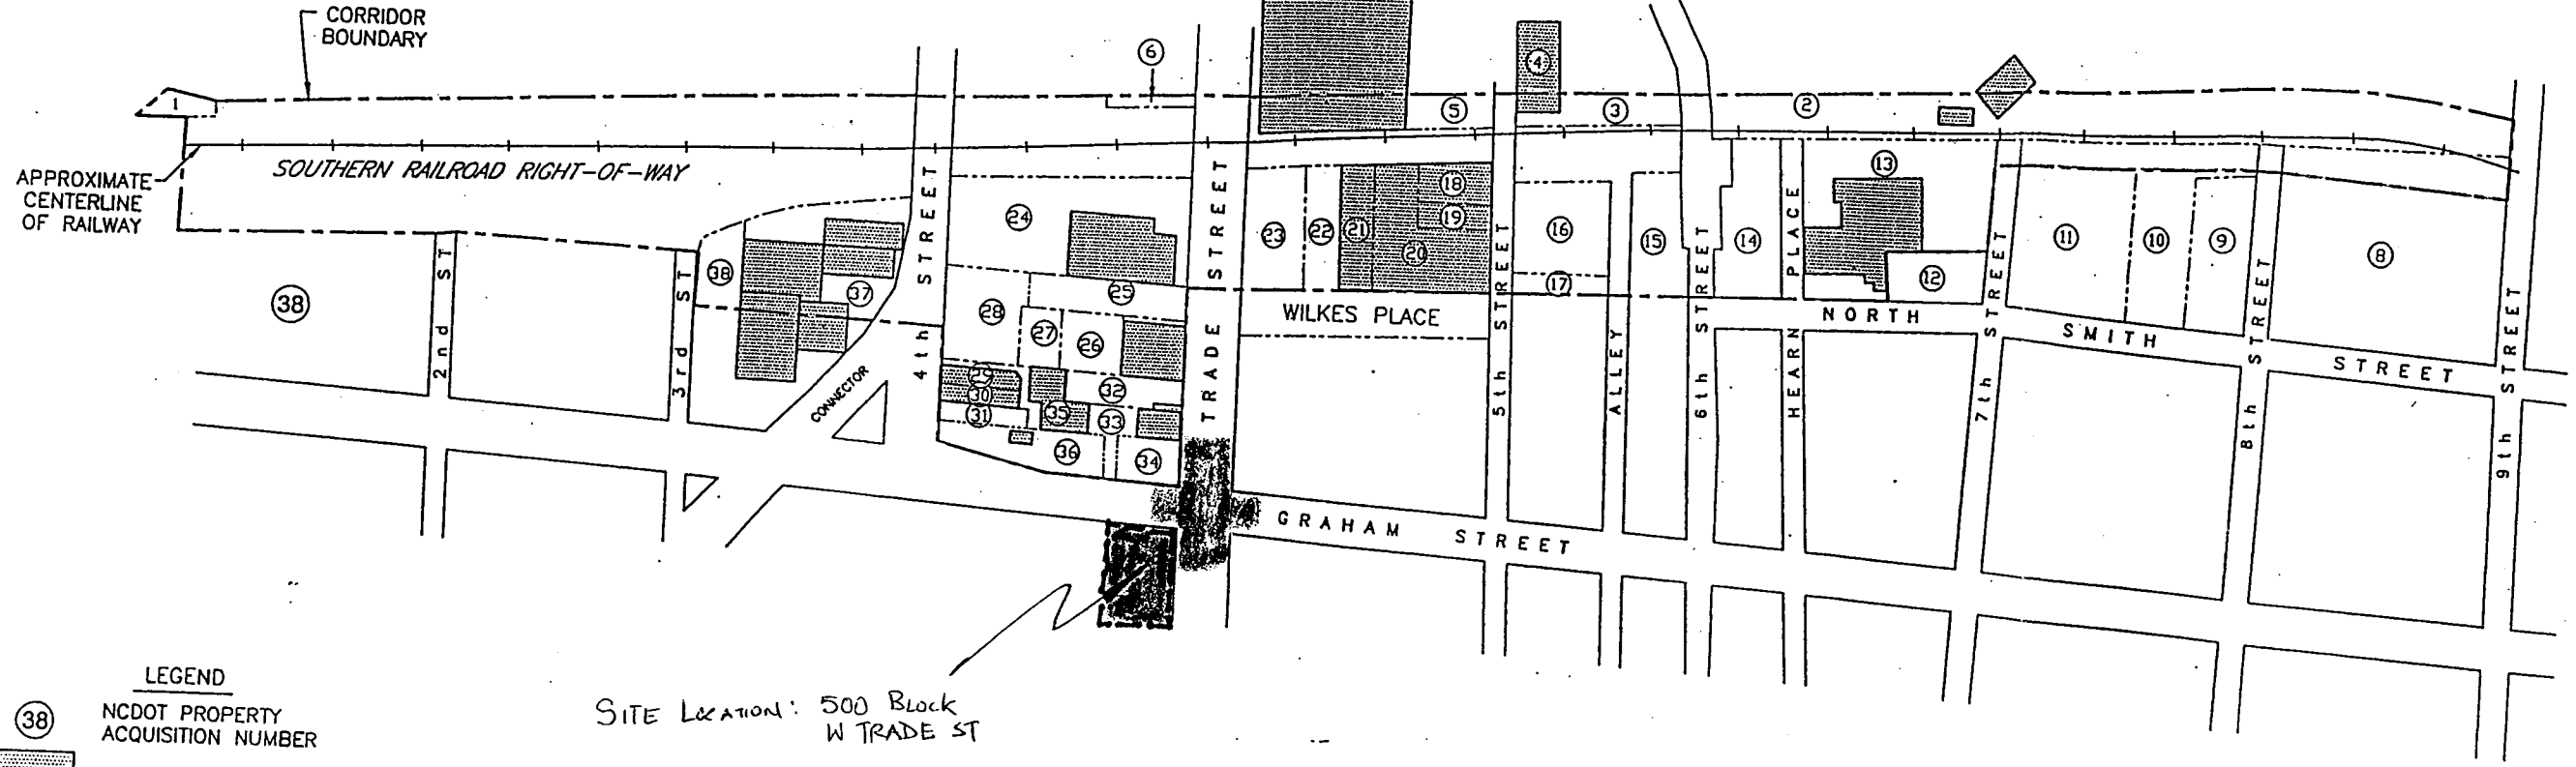 CORRIDOR
BOUNDARY
6
4
1
5
3
2
APPROXIMATE
CENTERLINE
OF RAILWAY
SOUTHERN RAILROAD RIGHT-OF-WAY
13
18
19
24
23
22
21
20
16
15
14
11
10
9
8
12
17
38
38
37
25
28
27
26
29
30
31
32
35
33
36
34
2nd ST
3rd ST
CONNECTOR
4th STREET
TRADE STREET
WILKES PLACE
5th STREET
ALLEY
6th STREET
HEARN PLACE
7th STREET
8th STREET
9th STREET
NORTH SMITH STREET
GRAHAM STREET
SITE LOCATION: 500 BLOCK
W TRADE ST
LEGEND
38
NCDOT PROPERTY
ACQUISITION NUMBER